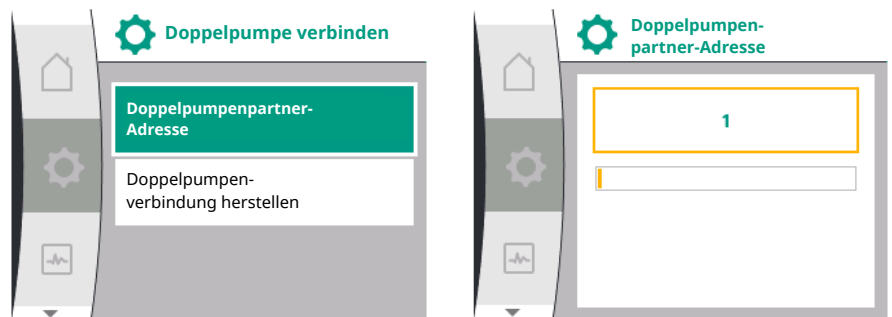 Doppelpumpe verbinden
Doppelpumpenpartner-
Adresse
Doppelpumpen-
verbindung herstellen
Doppelpumpen-
partner-Adresse
1